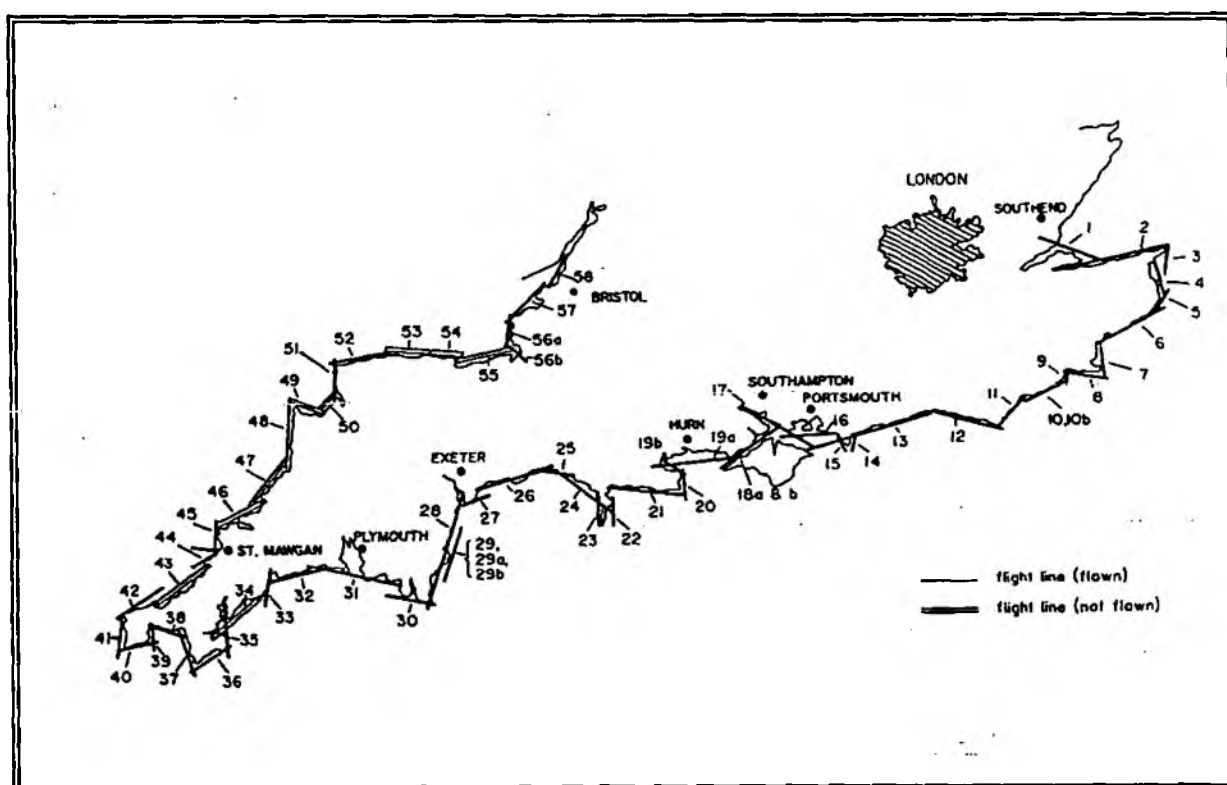 LONDON
SOUTHEND
1
2
3
4
5
6
7
8
9
10,10b
11
12
13
14
15
16
PORTSMOUTH
SOUTHAMPTON
17
18a & b
HURN
19a
19b
20
21
22
23
24
25
26
27
EXETER
28
29,
29a,
29b
30
PLYMOUTH
31
32
33
34
35
36
37
38
39
40
41
42
43
44
ST. MAWGAN
45
46
47
48
49
50
51
52
53
54
55
56a
56b
57
BRISTOL
58
flight line (flown)
flight line (not flown)